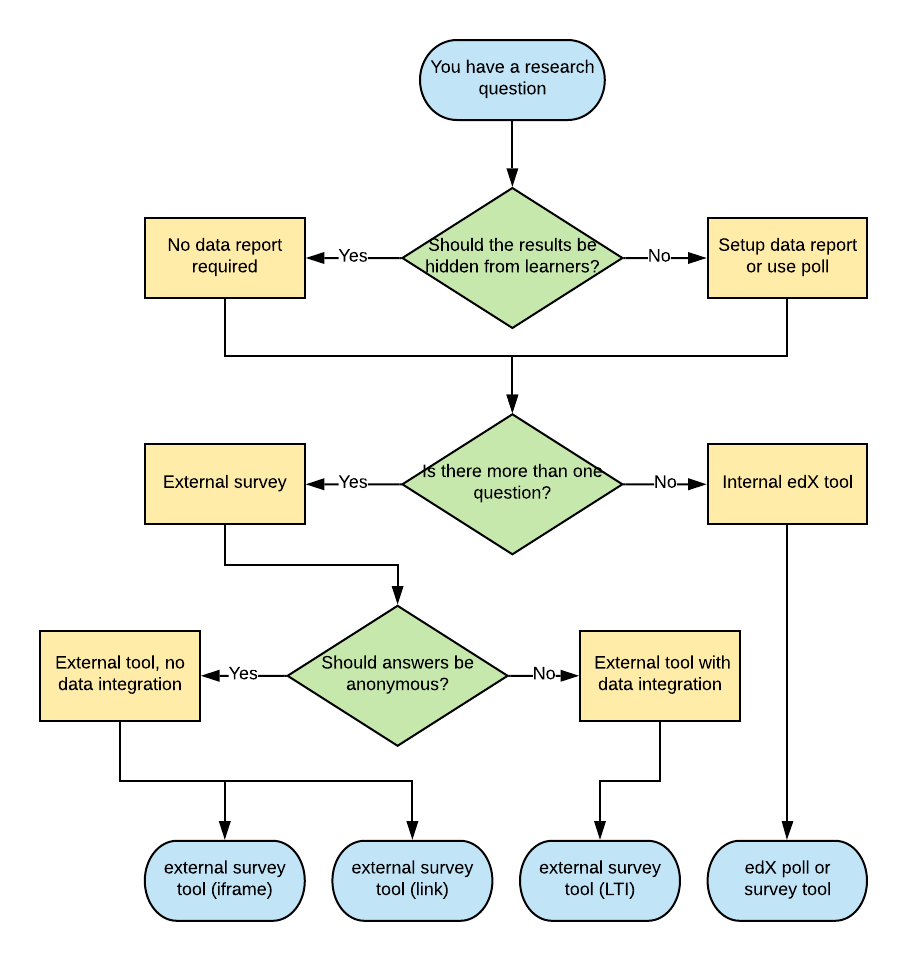 You have a research
question
Should the results be
hidden from learners?
Yes
No
No data report
required
Setup data report
or use poll
Is there more than one
question?
Yes
No
External survey
Internal edX tool
Should answers be
anonymous?
Yes
No
External tool, no
data integration
External tool with
data integration
external survey
tool (iframe)
external survey
tool (link)
external survey
tool (LTI)
edX poll or
survey tool